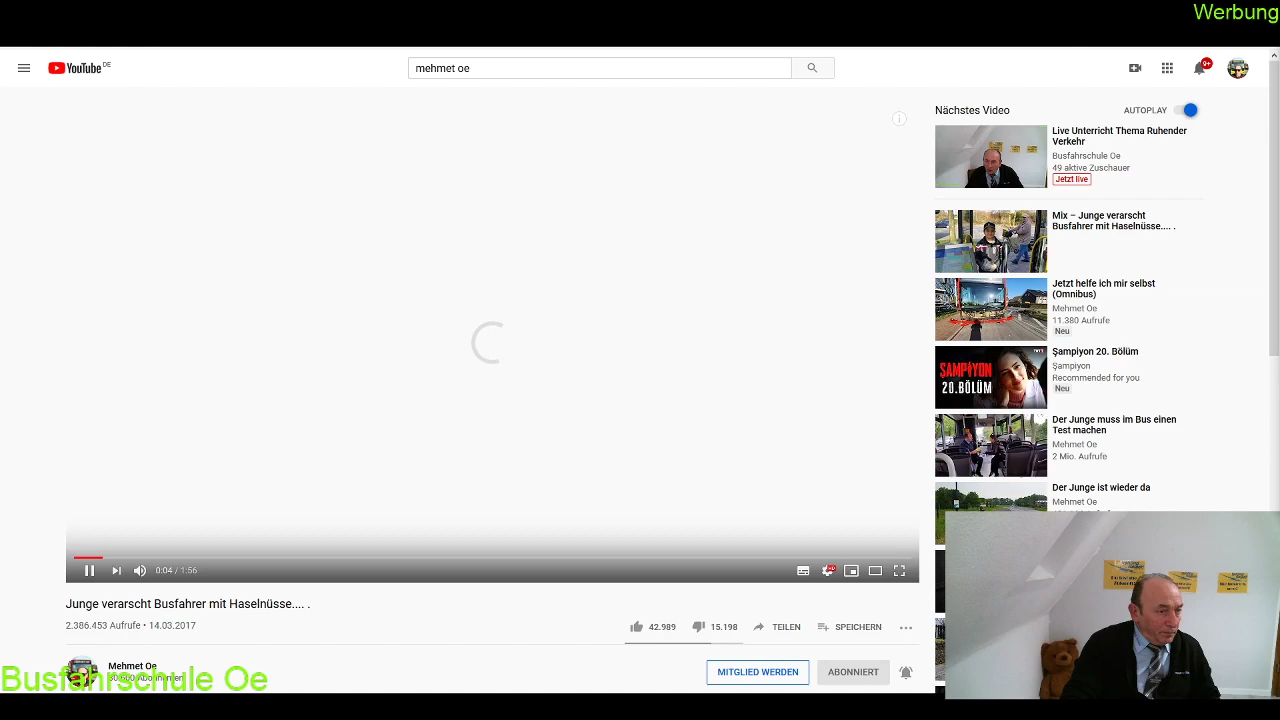 Werbung
YouTube DE
mehmet oe
9+
Nächstes Video
AUTOPLAY
Live Unterricht Thema Ruhender
Verkehr
Busfahrschule Oe
49 aktive Zuschauer
Jetzt live
Mix – Junge verarscht
Busfahrer mit Haselnüsse.... .
Jetzt helfe ich mir selbst
(Omnibus)
Mehmet Oe
11.380 Aufrufe
Neu
ŞAMPİYON
20.BÖLÜM
Şampiyon 20. Bölüm
Şampiyon
Recommended for you
Neu
Der Junge muss im Bus einen
Test machen
Mehmet Oe
2 Mio. Aufrufe
Der Junge ist wieder da
Mehmet Oe
0:04 / 1:56
Junge verarscht Busfahrer mit Haselnüsse.... .
2.386.453 Aufrufe • 14.03.2017
42.989
15.198
TEILEN
SPEICHERN
Mehmet Oe
MITGLIED WERDEN
ABONNIERT
Busfahrschule Oe